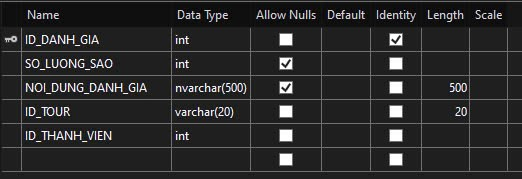 Name Data Type Allow Nulls Default Identity Length Scale
ID_DANH_GIA int
SO_LUONG_SAO int
NOI_DUNG_DANH_GIA nvarchar(500) 500
ID_TOUR varchar(20) 20
ID_THANH_VIEN int